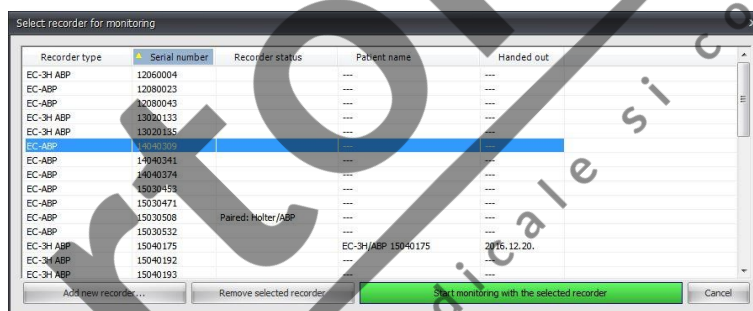 Select recorder for monitoring
Recorder type Serial number Recorder status Patient name Handed out
EC-3H ABP 12060004 --- ---
EC-ABP 12080023 --- ---
EC-ABP 12080043 --- ---
EC-3H ABP 13020133 --- ---
EC-3H ABP 13020135 --- ---
EC-ABP 14040309 --- ---
EC-ABP 14040341 --- ---
EC-ABP 14040374 --- ---
EC-ABP 15030453 --- ---
EC-ABP 15030471 --- ---
EC-ABP 15030508 Paired: Holter/ABP --- ---
EC-ABP 15030532 --- ---
EC-3H ABP 15040175 EC-3H/ABP 15040175 2016.12.20.
EC-3H ABP 15040192 --- ---
EC-3H ABP 15040193 --- ---
Add new recorder... Remove selected recorder Start monitoring with the selected recorder Cancel
dicale si co